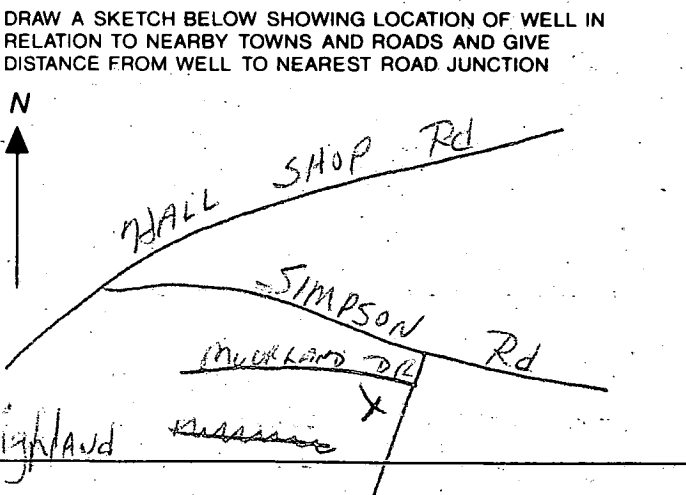 DRAW A SKETCH BELOW SHOWING LOCATION OF WELL IN
RELATION TO NEARBY TOWNS AND ROADS AND GIVE
DISTANCE FROM WELL TO NEAREST ROAD JUNCTION
N
HALL SHOP Rd
SIMPSON Rd
MUURLAND DR
X
ighland